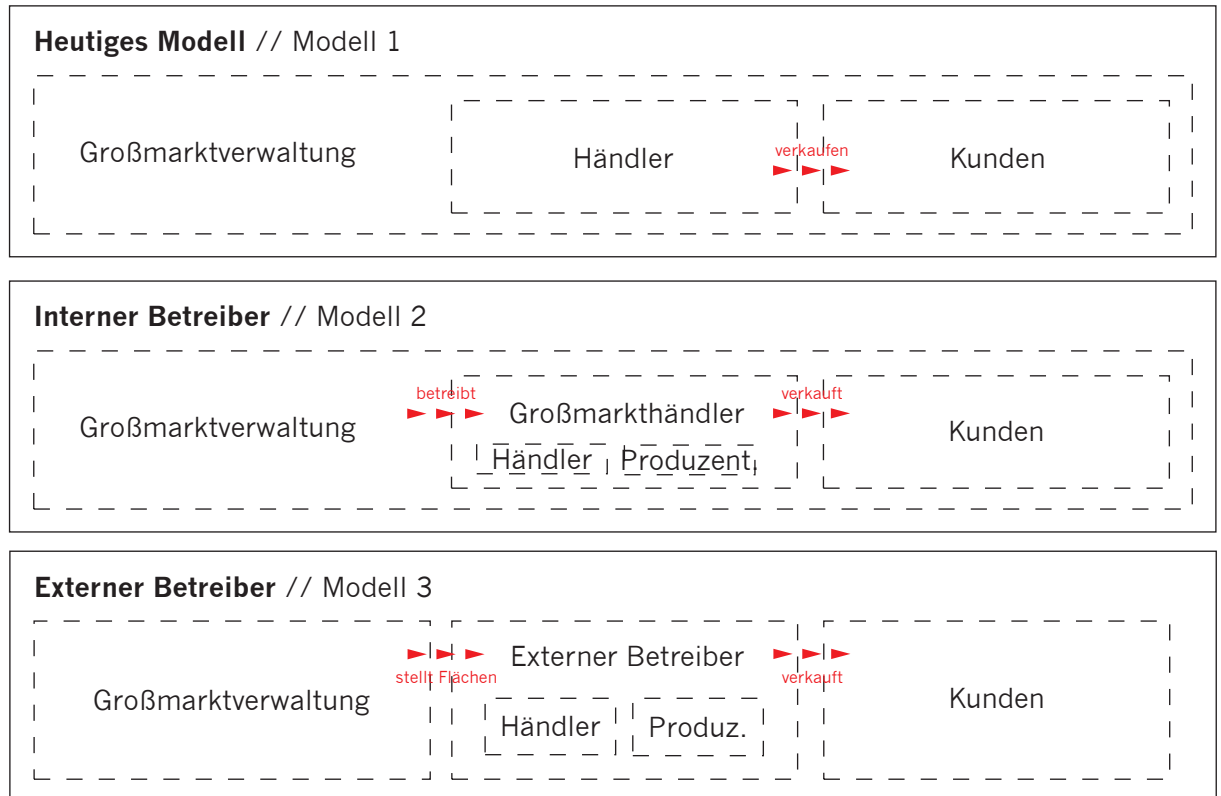 Heutiges Modell // Modell 1
Großmarktverwaltung
Händler
verkaufen
Kunden
Interner Betreiber // Modell 2
Großmarktverwaltung
betreibt
Großmarkthändler
Händler
Produzent
verkauft
Kunden
Externer Betreiber // Modell 3
Großmarktverwaltung
stellt Flächen
Externer Betreiber
Händler
Produz.
verkauft
Kunden